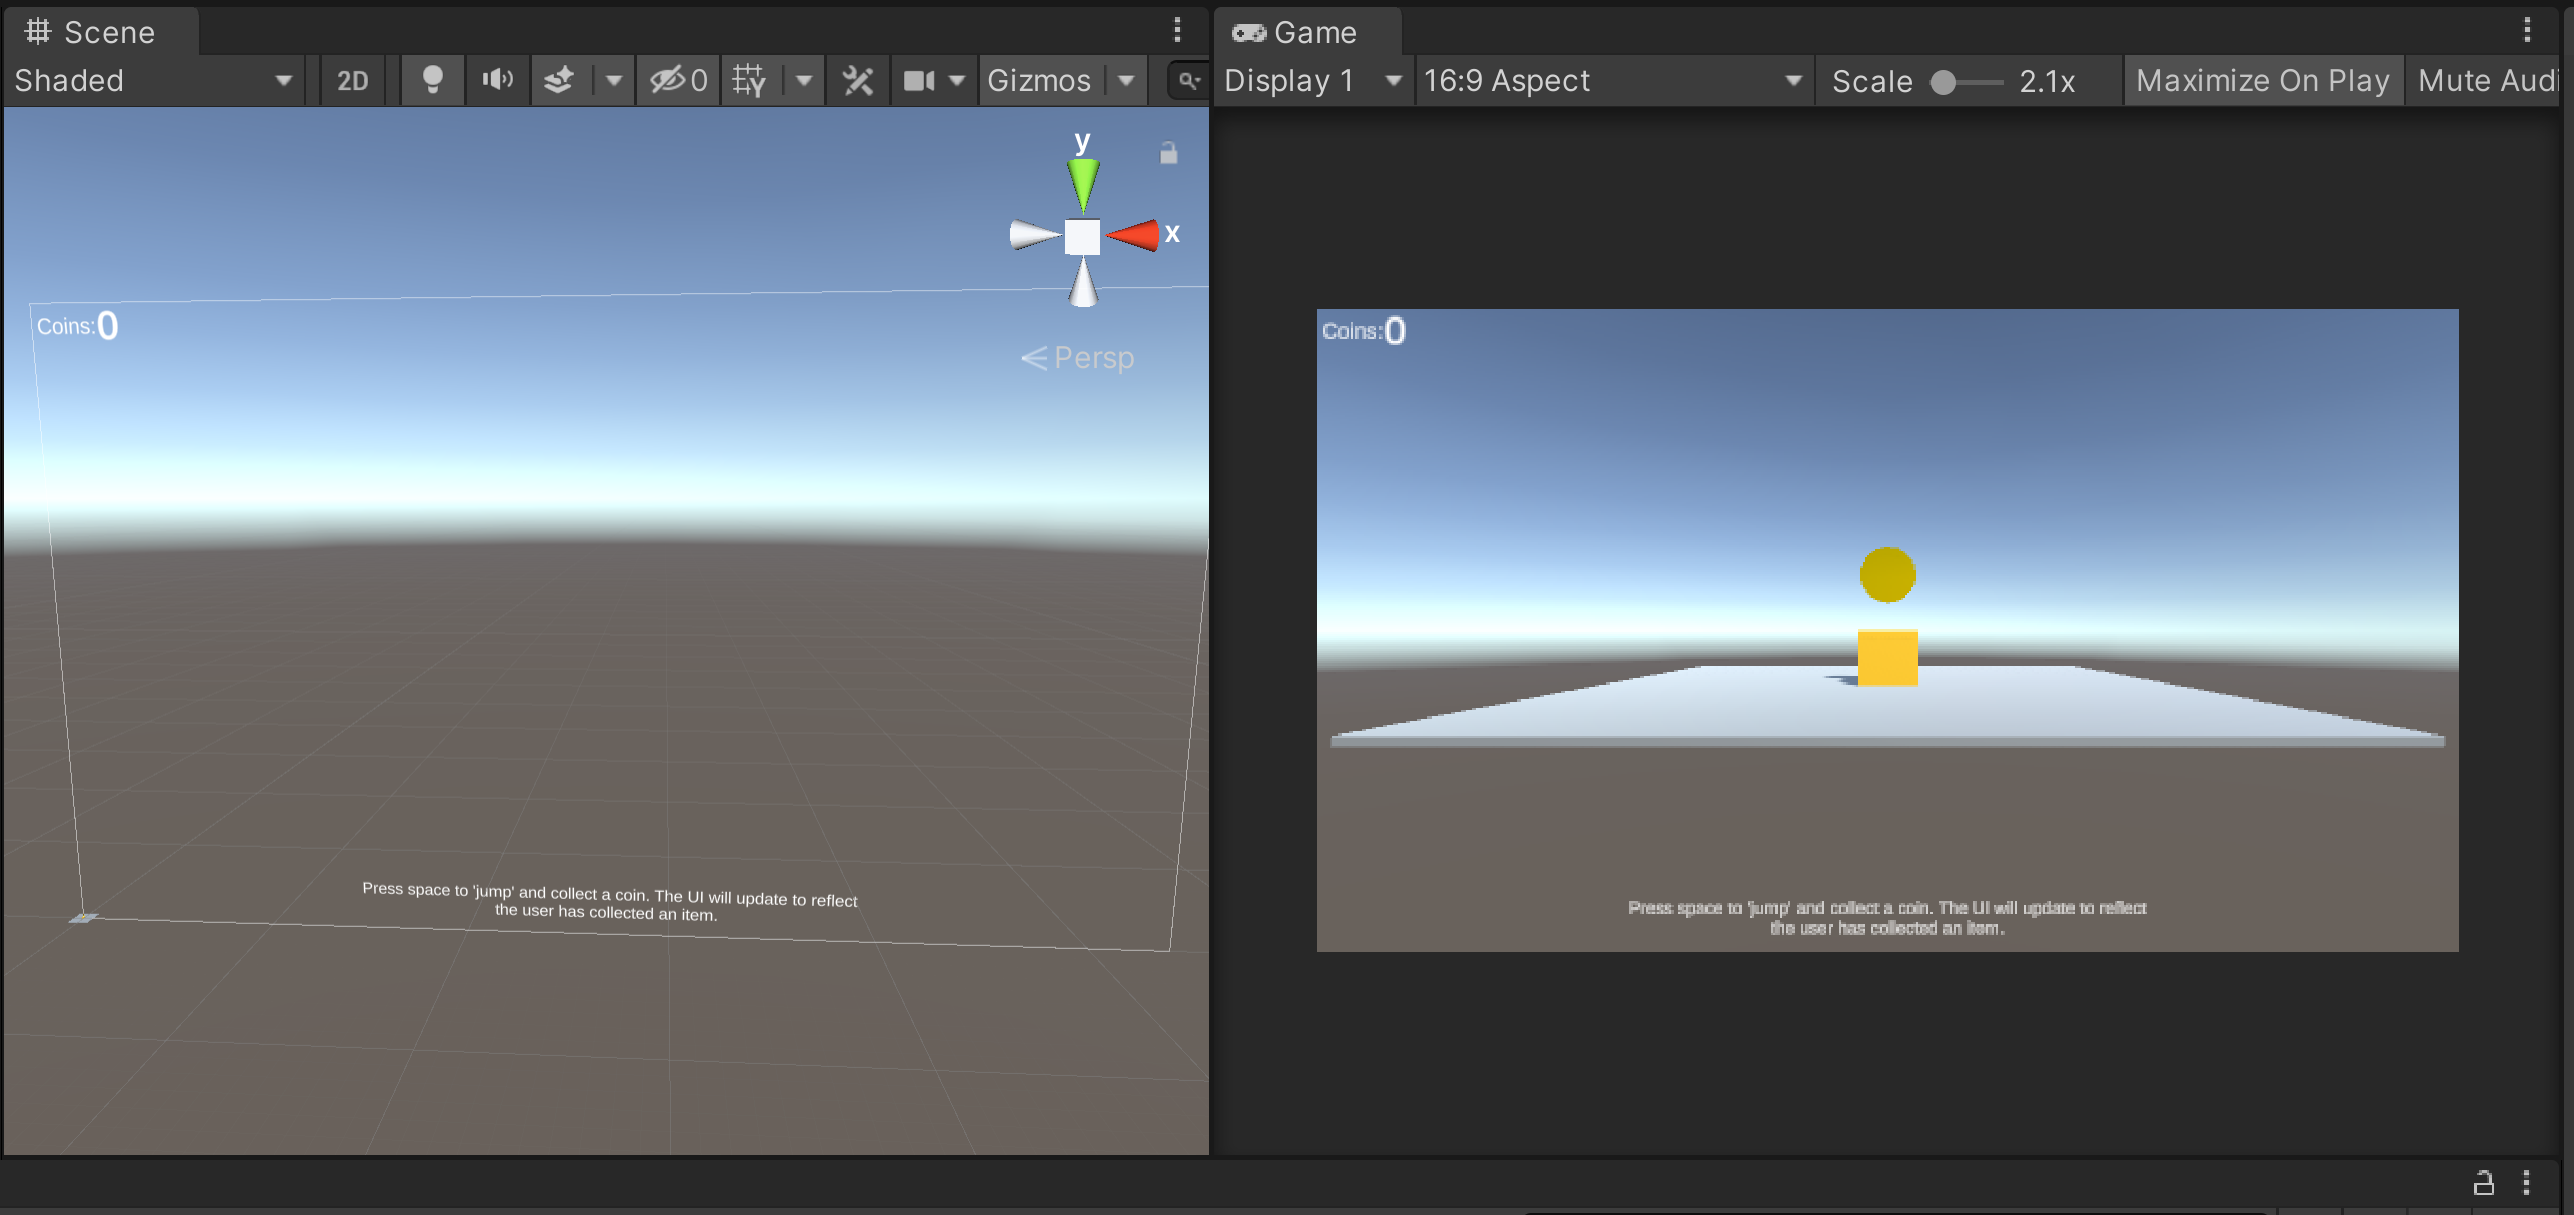 Scene
Shaded
2D
0
Gizmos
y
x
Persp
Coins:0
Press space to 'jump' and collect a coin. The UI will update to reflect
the user has collected an item.
Game
Display 1
16:9 Aspect
Scale
2.1x
Maximize On Play
Mute Audi
Coins:0
Press space to 'jump' and collect a coin. The UI will update to reflect
the user has collected an item.